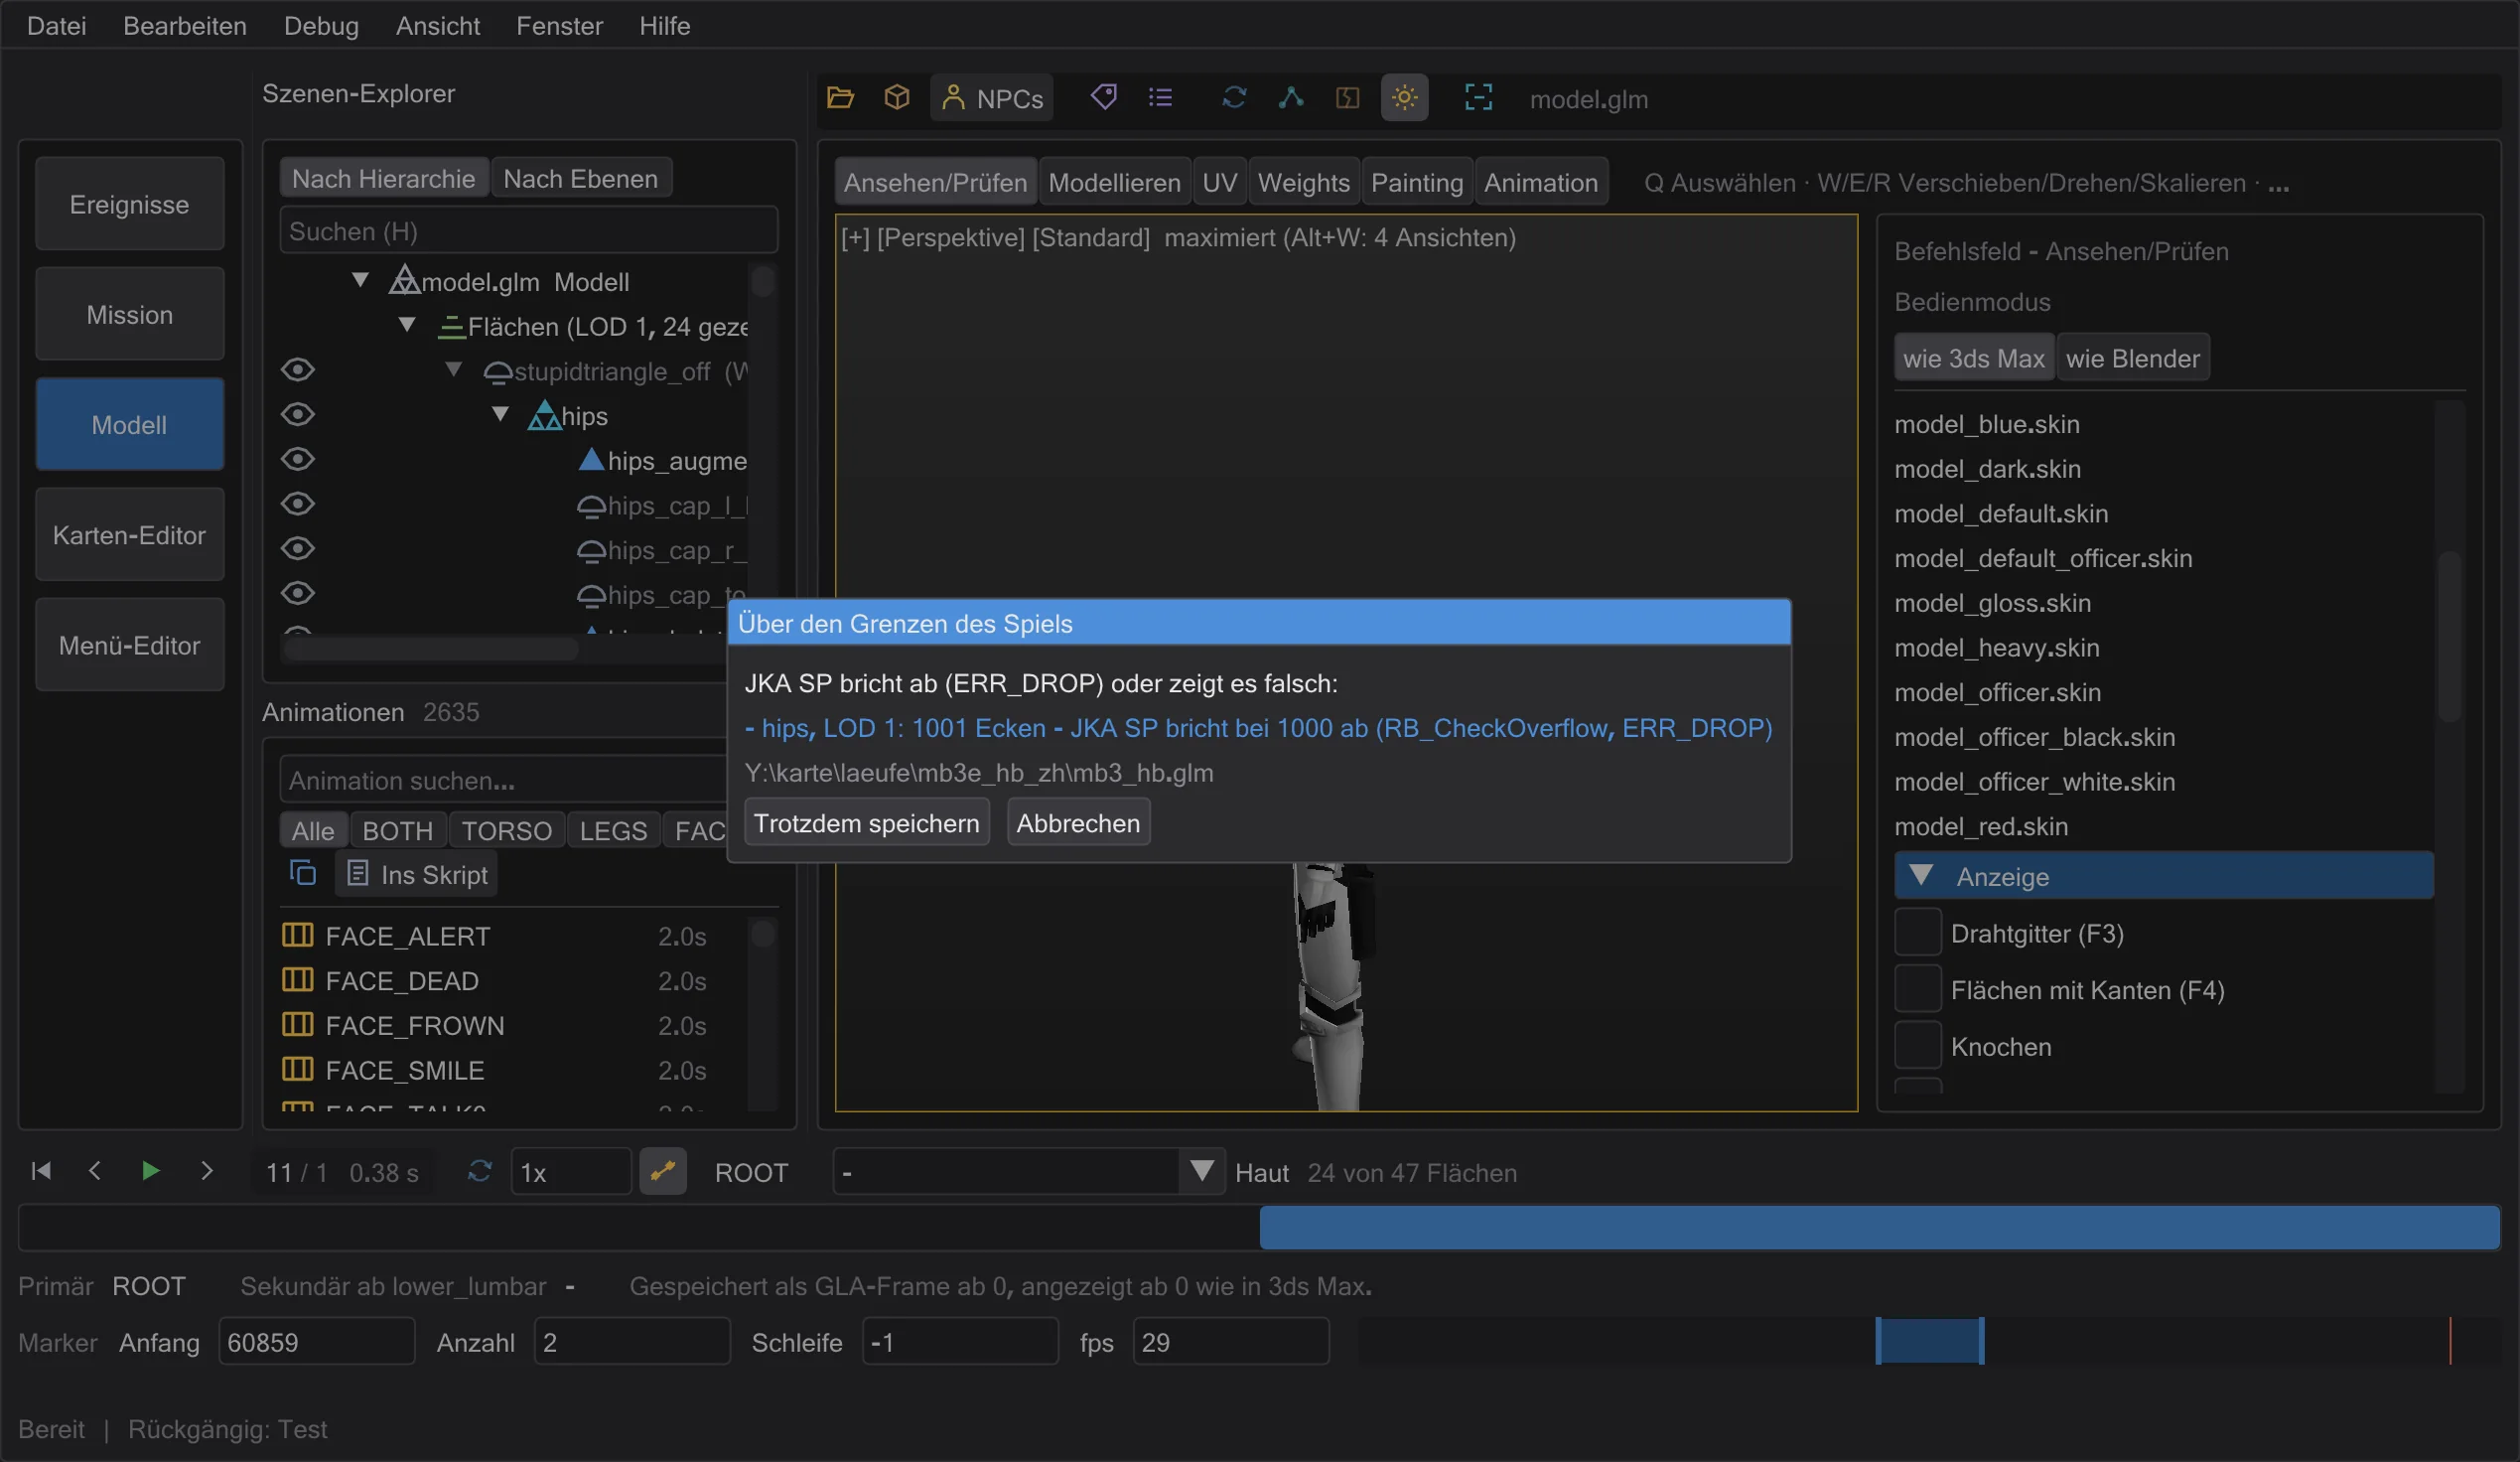 Datei Bearbeiten Debug Ansicht Fenster Hilfe
Szenen-Explorer
NPCs
model.glm
Ereignisse
Mission
Modell
Karten-Editor
Menü-Editor
Nach Hierarchie Nach Ebenen
Suchen (H)
model.glm Modell
Flächen (LOD 1, 24 geze
stupidtriangle_off (W
hips
hips_augme
hips_cap_l_
hips_cap_r_
hips_cap_to
Animationen 2635
Animation suchen...
Alle BOTH TORSO LEGS FAC
Ins Skript
FACE_ALERT 2.0s
FACE_DEAD 2.0s
FACE_FROWN 2.0s
FACE_SMILE 2.0s
Ansehen/Prüfen Modellieren UV Weights Painting Animation Q Auswählen · W/E/R Verschieben/Drehen/Skalieren · ...
[+] [Perspektive] [Standard] maximiert (Alt+W: 4 Ansichten)
Über den Grenzen des Spiels
JKA SP bricht ab (ERR_DROP) oder zeigt es falsch:
- hips, LOD 1: 1001 Ecken - JKA SP bricht bei 1000 ab (RB_CheckOverflow, ERR_DROP)
Y:\karte\laeufe\mb3e_hb_zh\mb3_hb.glm
Trotzdem speichern Abbrechen
Befehlsfeld - Ansehen/Prüfen
Bedienmodus
wie 3ds Max wie Blender
model_blue.skin
model_dark.skin
model_default.skin
model_default_officer.skin
model_gloss.skin
model_heavy.skin
model_officer.skin
model_officer_black.skin
model_officer_white.skin
model_red.skin
Anzeige
Drahtgitter (F3)
Flächen mit Kanten (F4)
Knochen
11 / 1 0.38 s 1x ROOT - Haut 24 von 47 Flächen
Primär ROOT Sekundär ab lower_lumbar - Gespeichert als GLA-Frame ab 0, angezeigt ab 0 wie in 3ds Max.
Marker Anfang 60859 Anzahl 2 Schleife -1 fps 29
Bereit | Rückgängig: Test